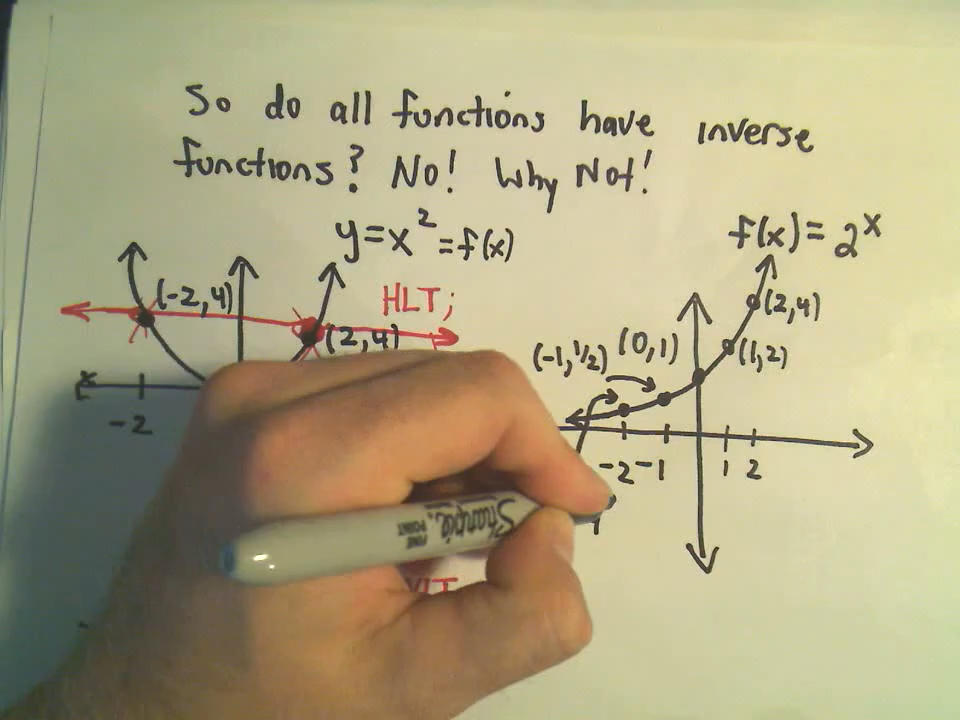 So do all functions have inverse
functions? No! Why Not!
y=x²=f(x)
f(x)=2ˣ
(-2,4)
HLT;
(2,4)
(2,4)
(-1,1/2)
(0,1)
(1,2)
x
-2
-2 -1
1 2
Sharpie.
FINE
POINT